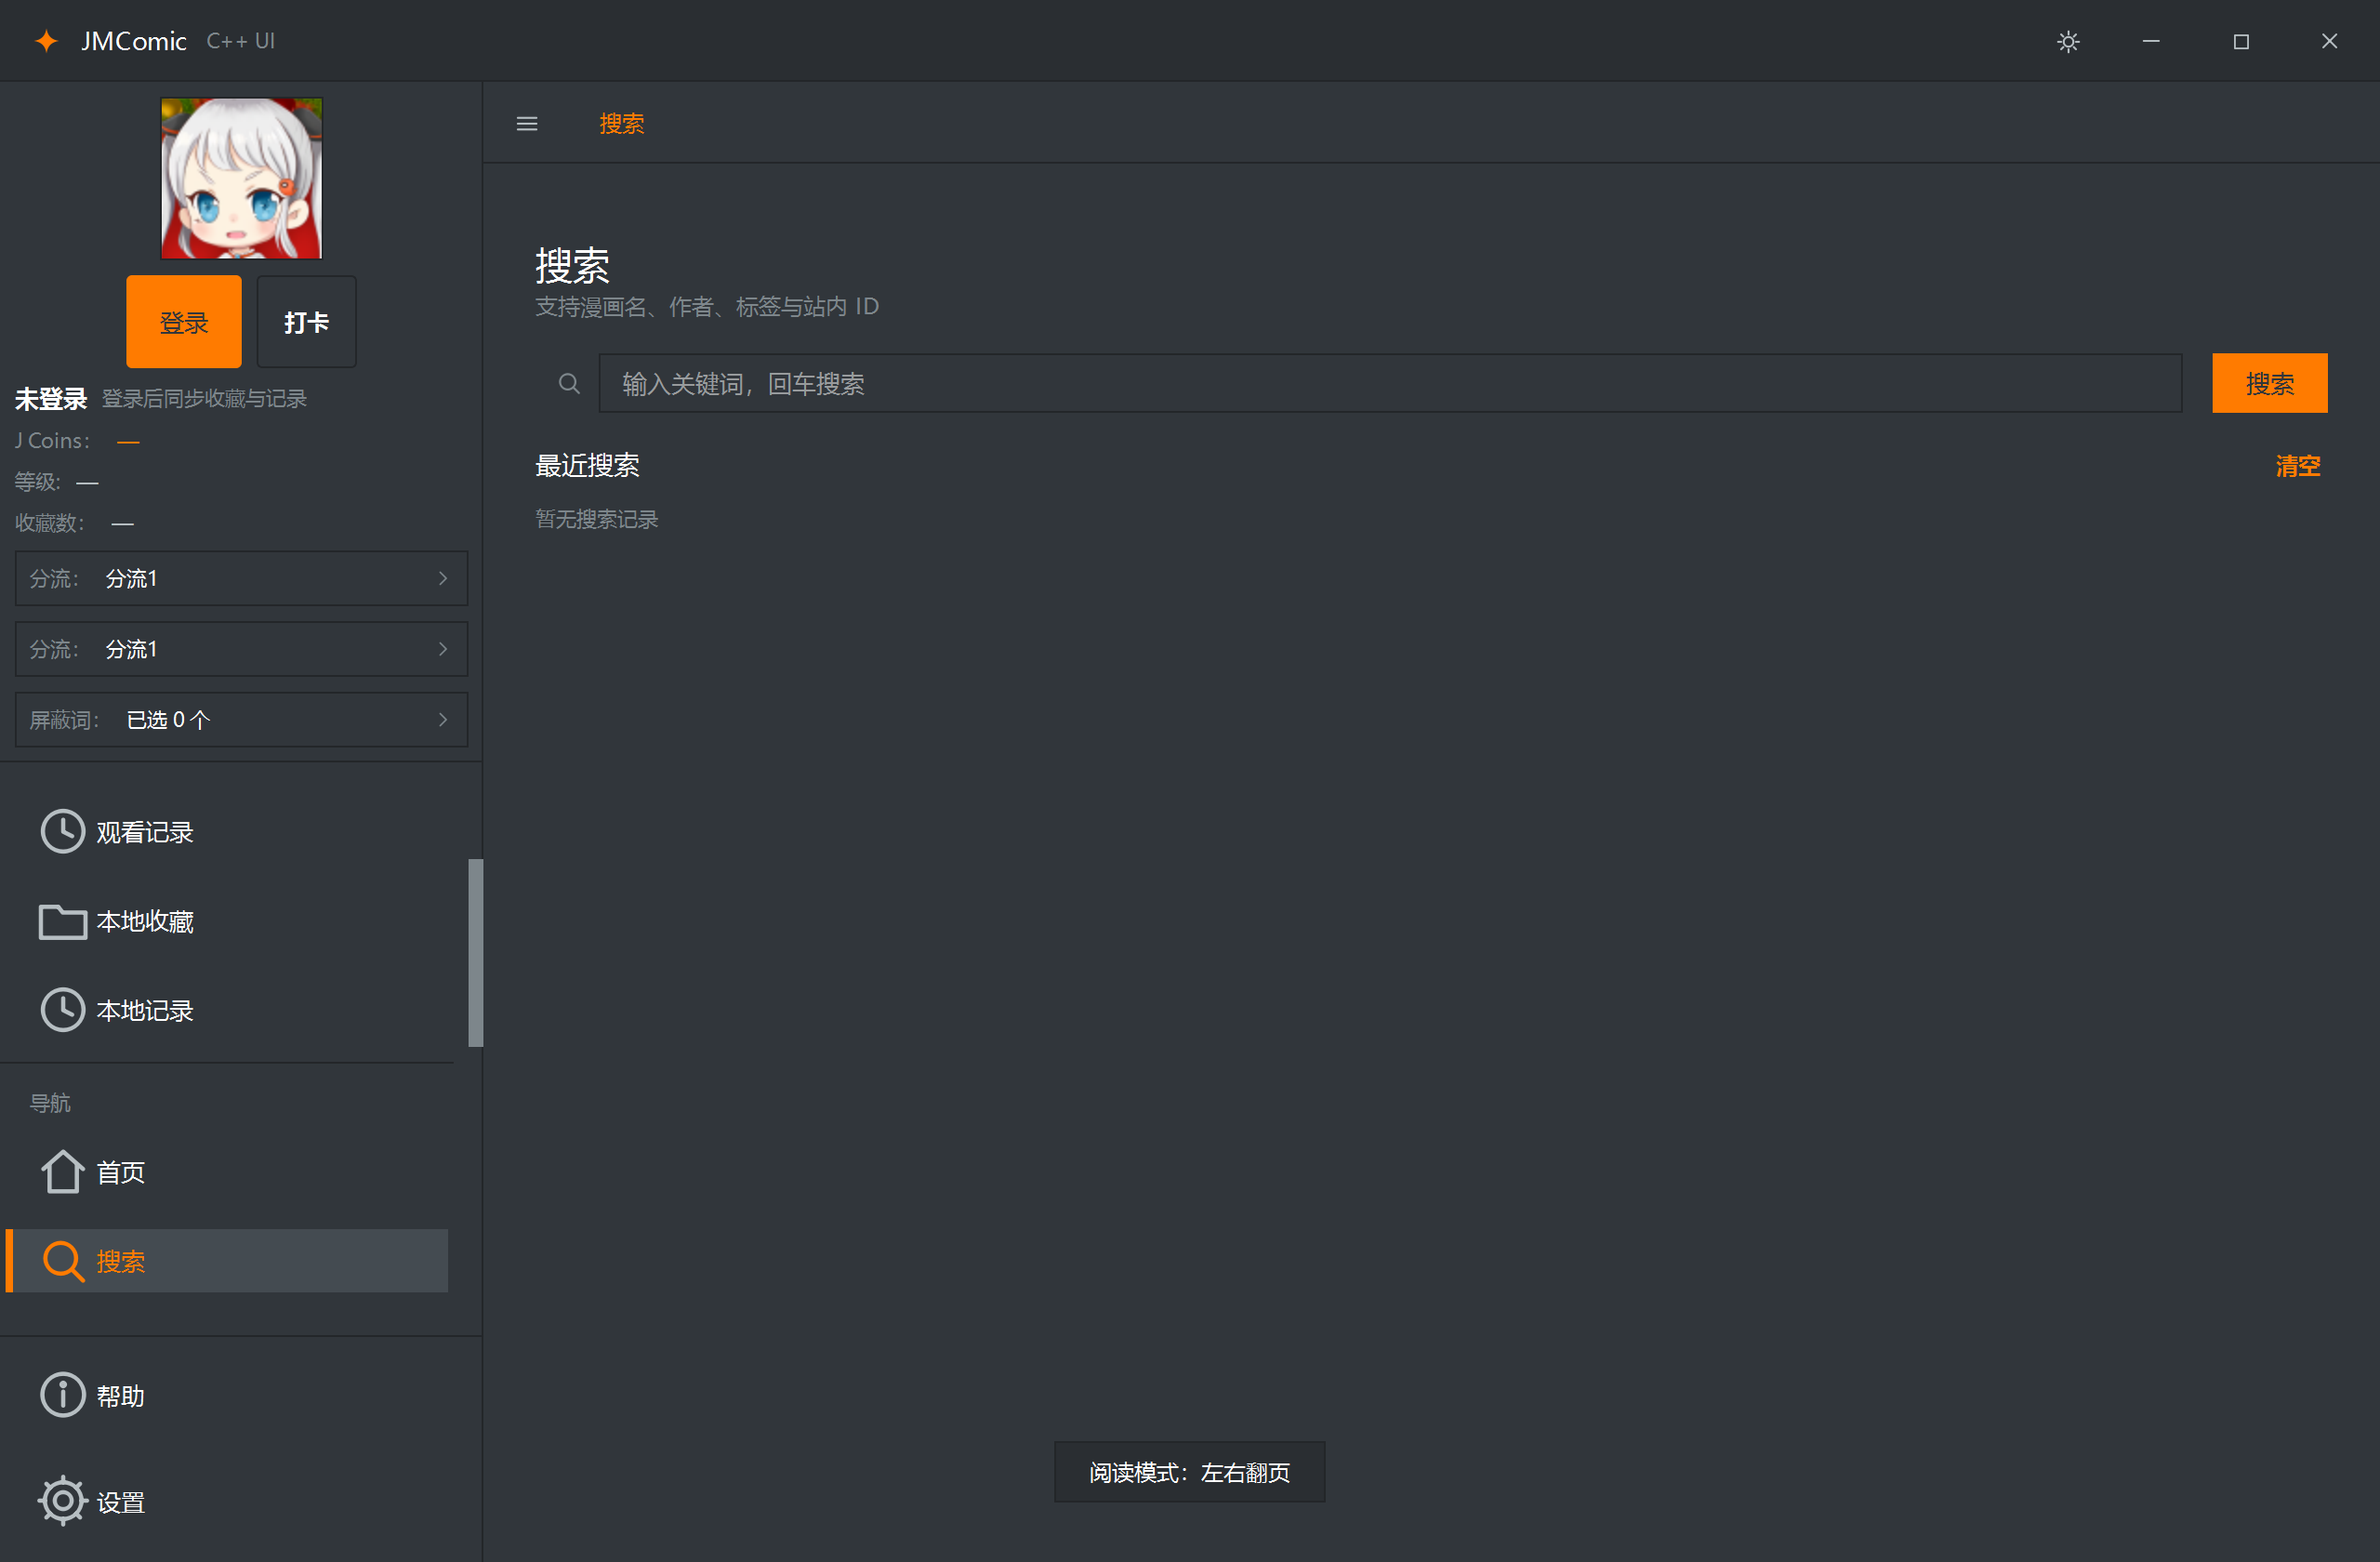 JMComic C++ UI
搜索
登录
打卡
未登录 登录后同步收藏与记录
J Coins： —
等级： —
收藏数： —
分流： 分流1
分流： 分流1
屏蔽词： 已选 0 个
观看记录
本地收藏
本地记录
导航
首页
搜索
帮助
设置
搜索
支持漫画名、作者、标签与站内 ID
输入关键词，回车搜索
搜索
最近搜索
清空
暂无搜索记录
阅读模式：左右翻页